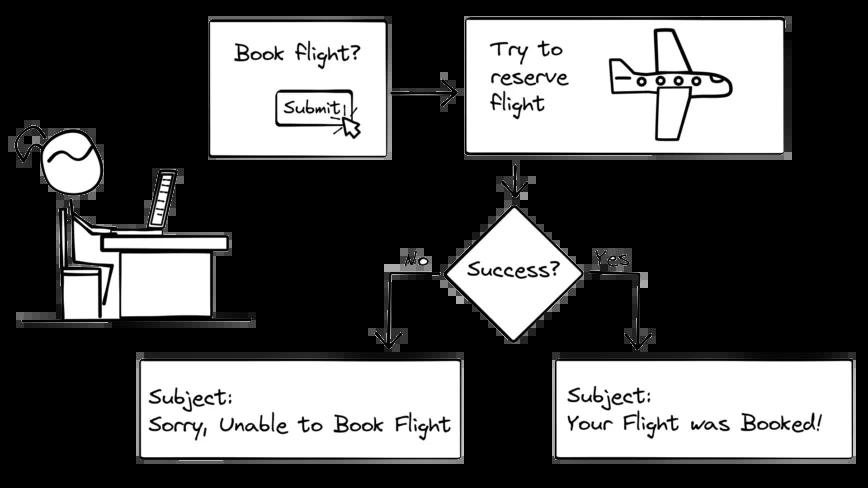 Book flight?
Submit
Try to
reserve
flight
Success?
No
Yes
Subject:
Sorry, Unable to Book Flight
Subject:
Your Flight was Booked!